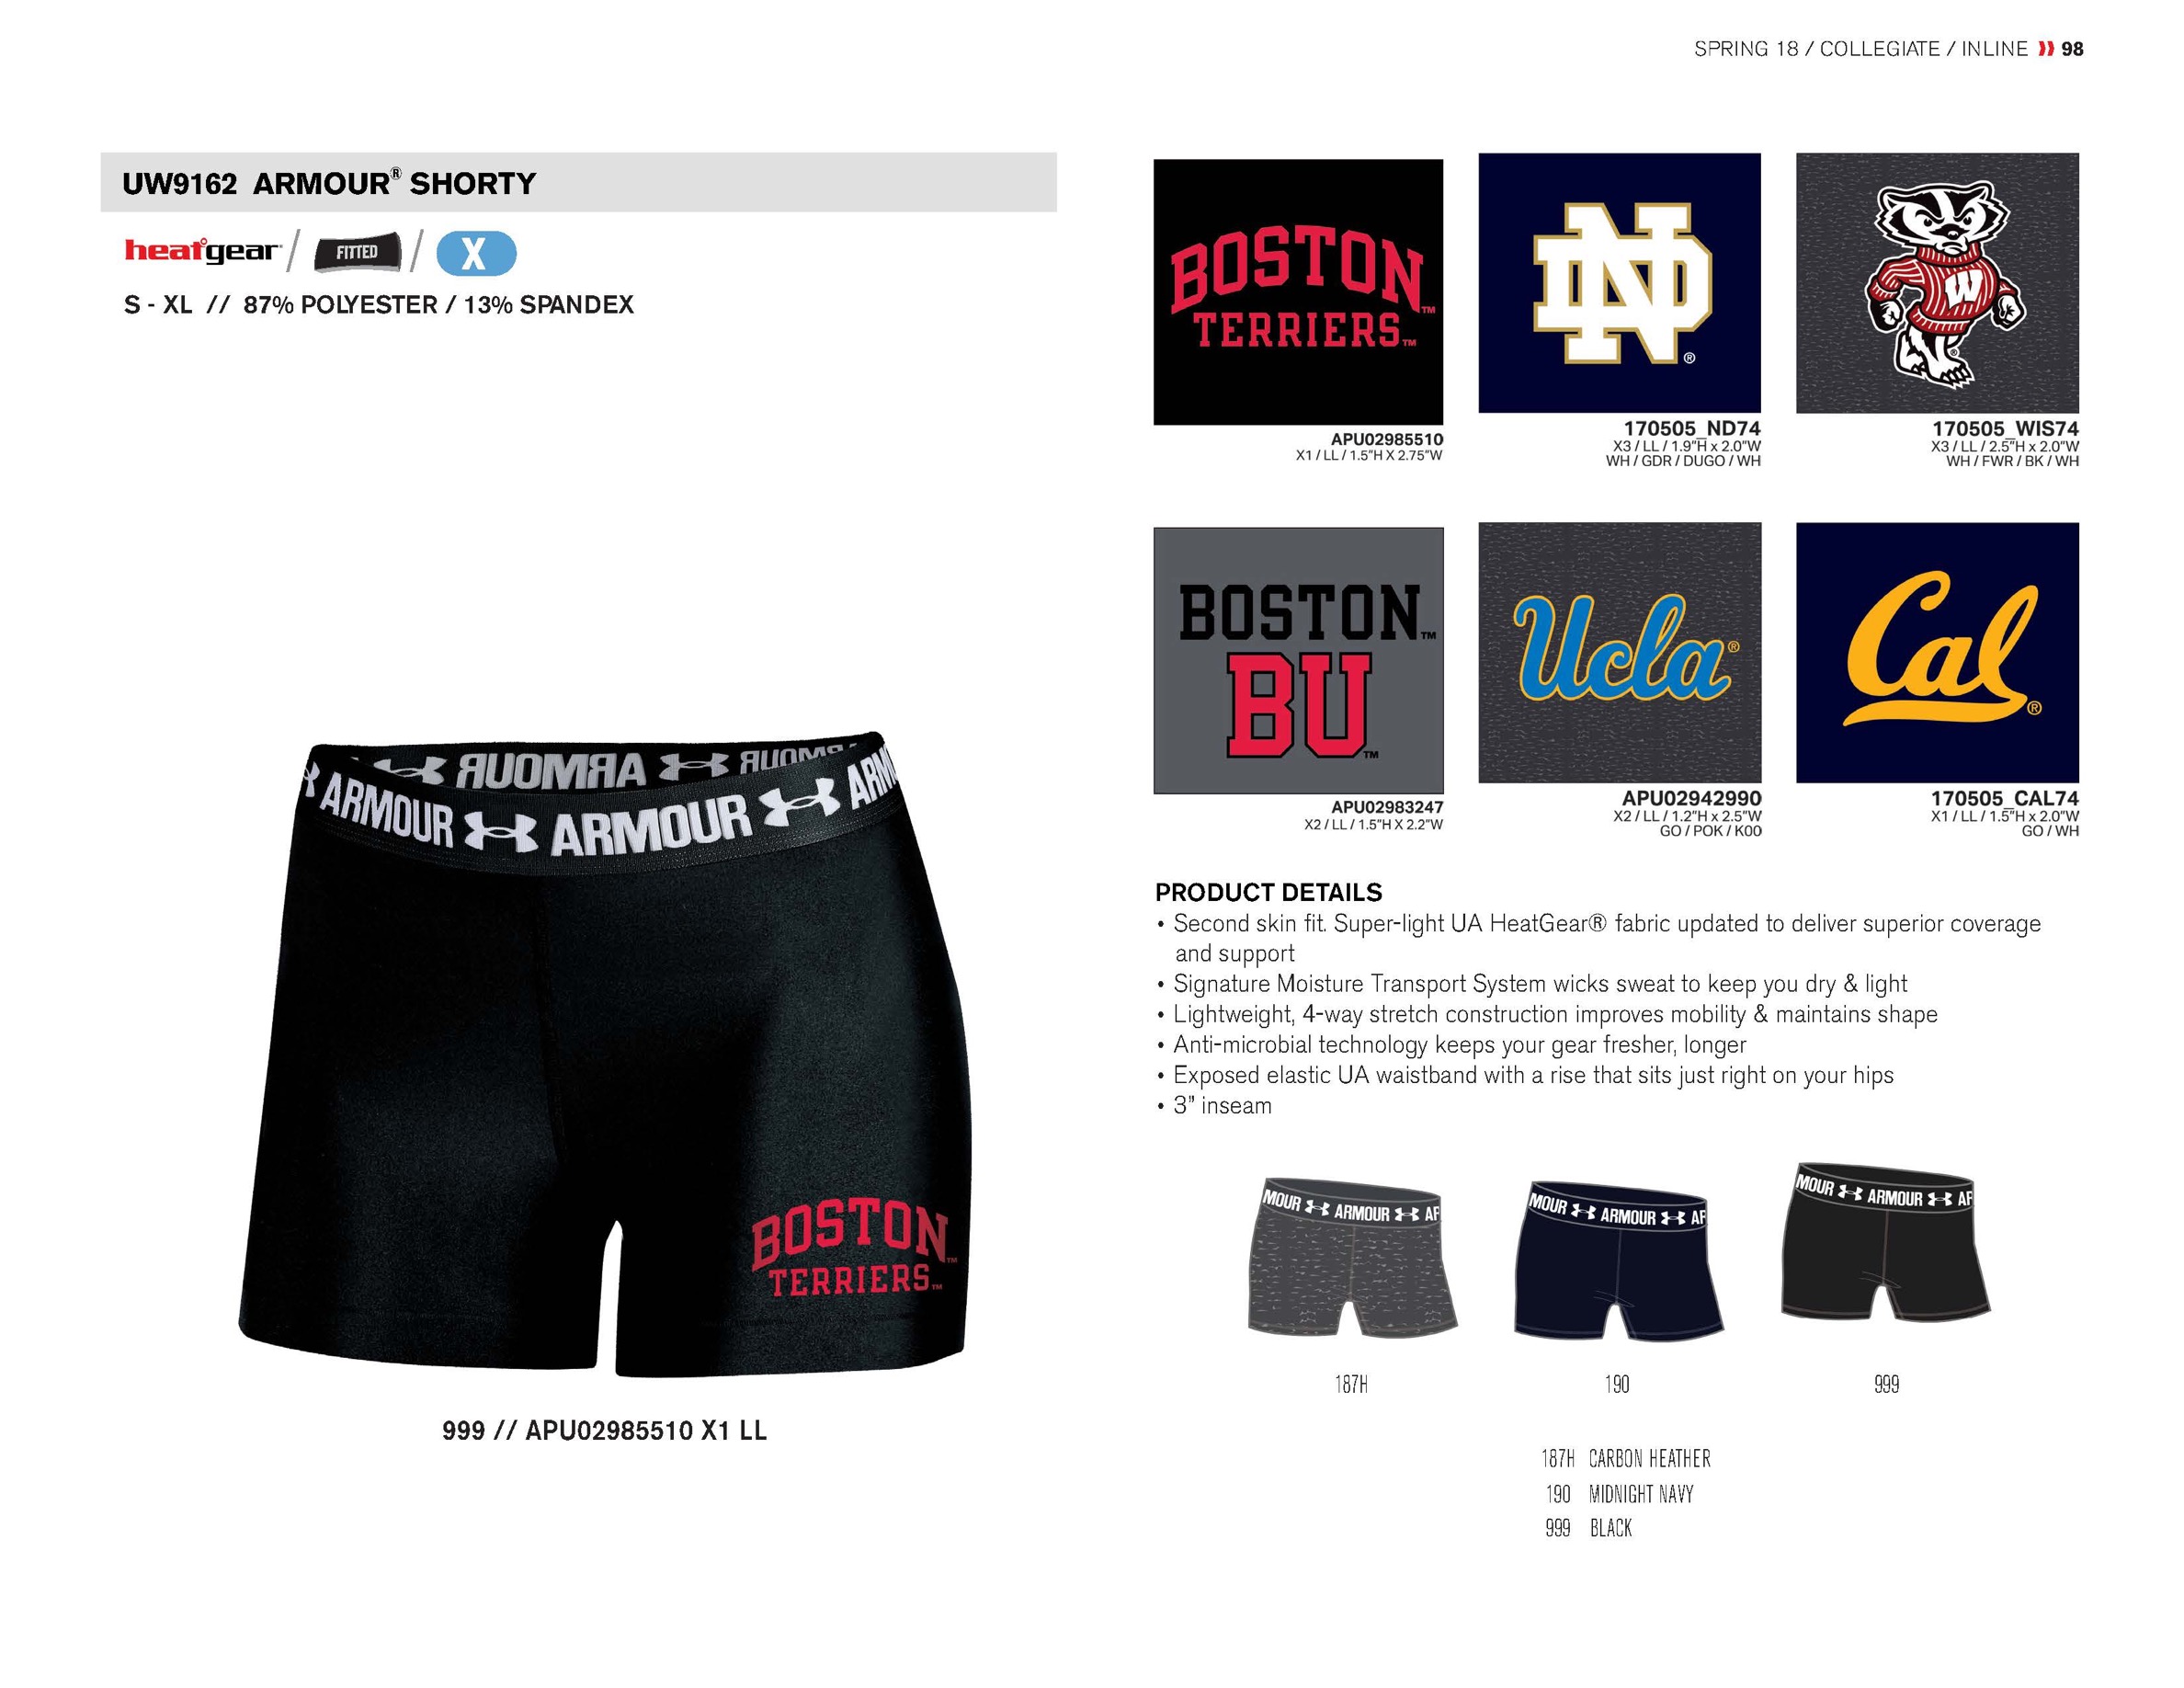 SPRING 18 / COLLEGIATE / INLINE 98
UW9162 ARMOUR® SHORTY
heatgear / FITTED / X
S - XL // 87% POLYESTER / 13% SPANDEX
BOSTON™
TERRIERS™
APU02985510
X1 / LL / 1.5"H X 2.75"W
ND®
170505_ND74
X3 / LL / 1.9"H x 2.0"W
WH / GDR / DUGO / WH
W
®
170505_WIS74
X3 / LL / 2.5"H x 2.0"W
WH / FWR / BK / WH
BOSTON™
BU™
APU02983247
X2 / LL / 1.5"H X 2.2"W
Ucla®
APU02942990
X2 / LL / 1.2"H x 2.5"W
GO / POK / K00
Cal®
170505_CAL74
X1 / LL / 1.5"H x 2.0"W
GO / WH
ARMOUR ARMOUR ARM
BOSTON™
TERRIERS™
999 // APU02985510 X1 LL
PRODUCT DETAILS
• Second skin fit. Super-light UA HeatGear® fabric updated to deliver superior coverage
and support
• Signature Moisture Transport System wicks sweat to keep you dry & light
• Lightweight, 4-way stretch construction improves mobility & maintains shape
• Anti-microbial technology keeps your gear fresher, longer
• Exposed elastic UA waistband with a rise that sits just right on your hips
• 3” inseam
MOUR ARMOUR AF
MOUR ARMOUR AF
MOUR ARMOUR AF
187H
190
999
187H CARBON HEATHER
190 MIDNIGHT NAVY
999 BLACK